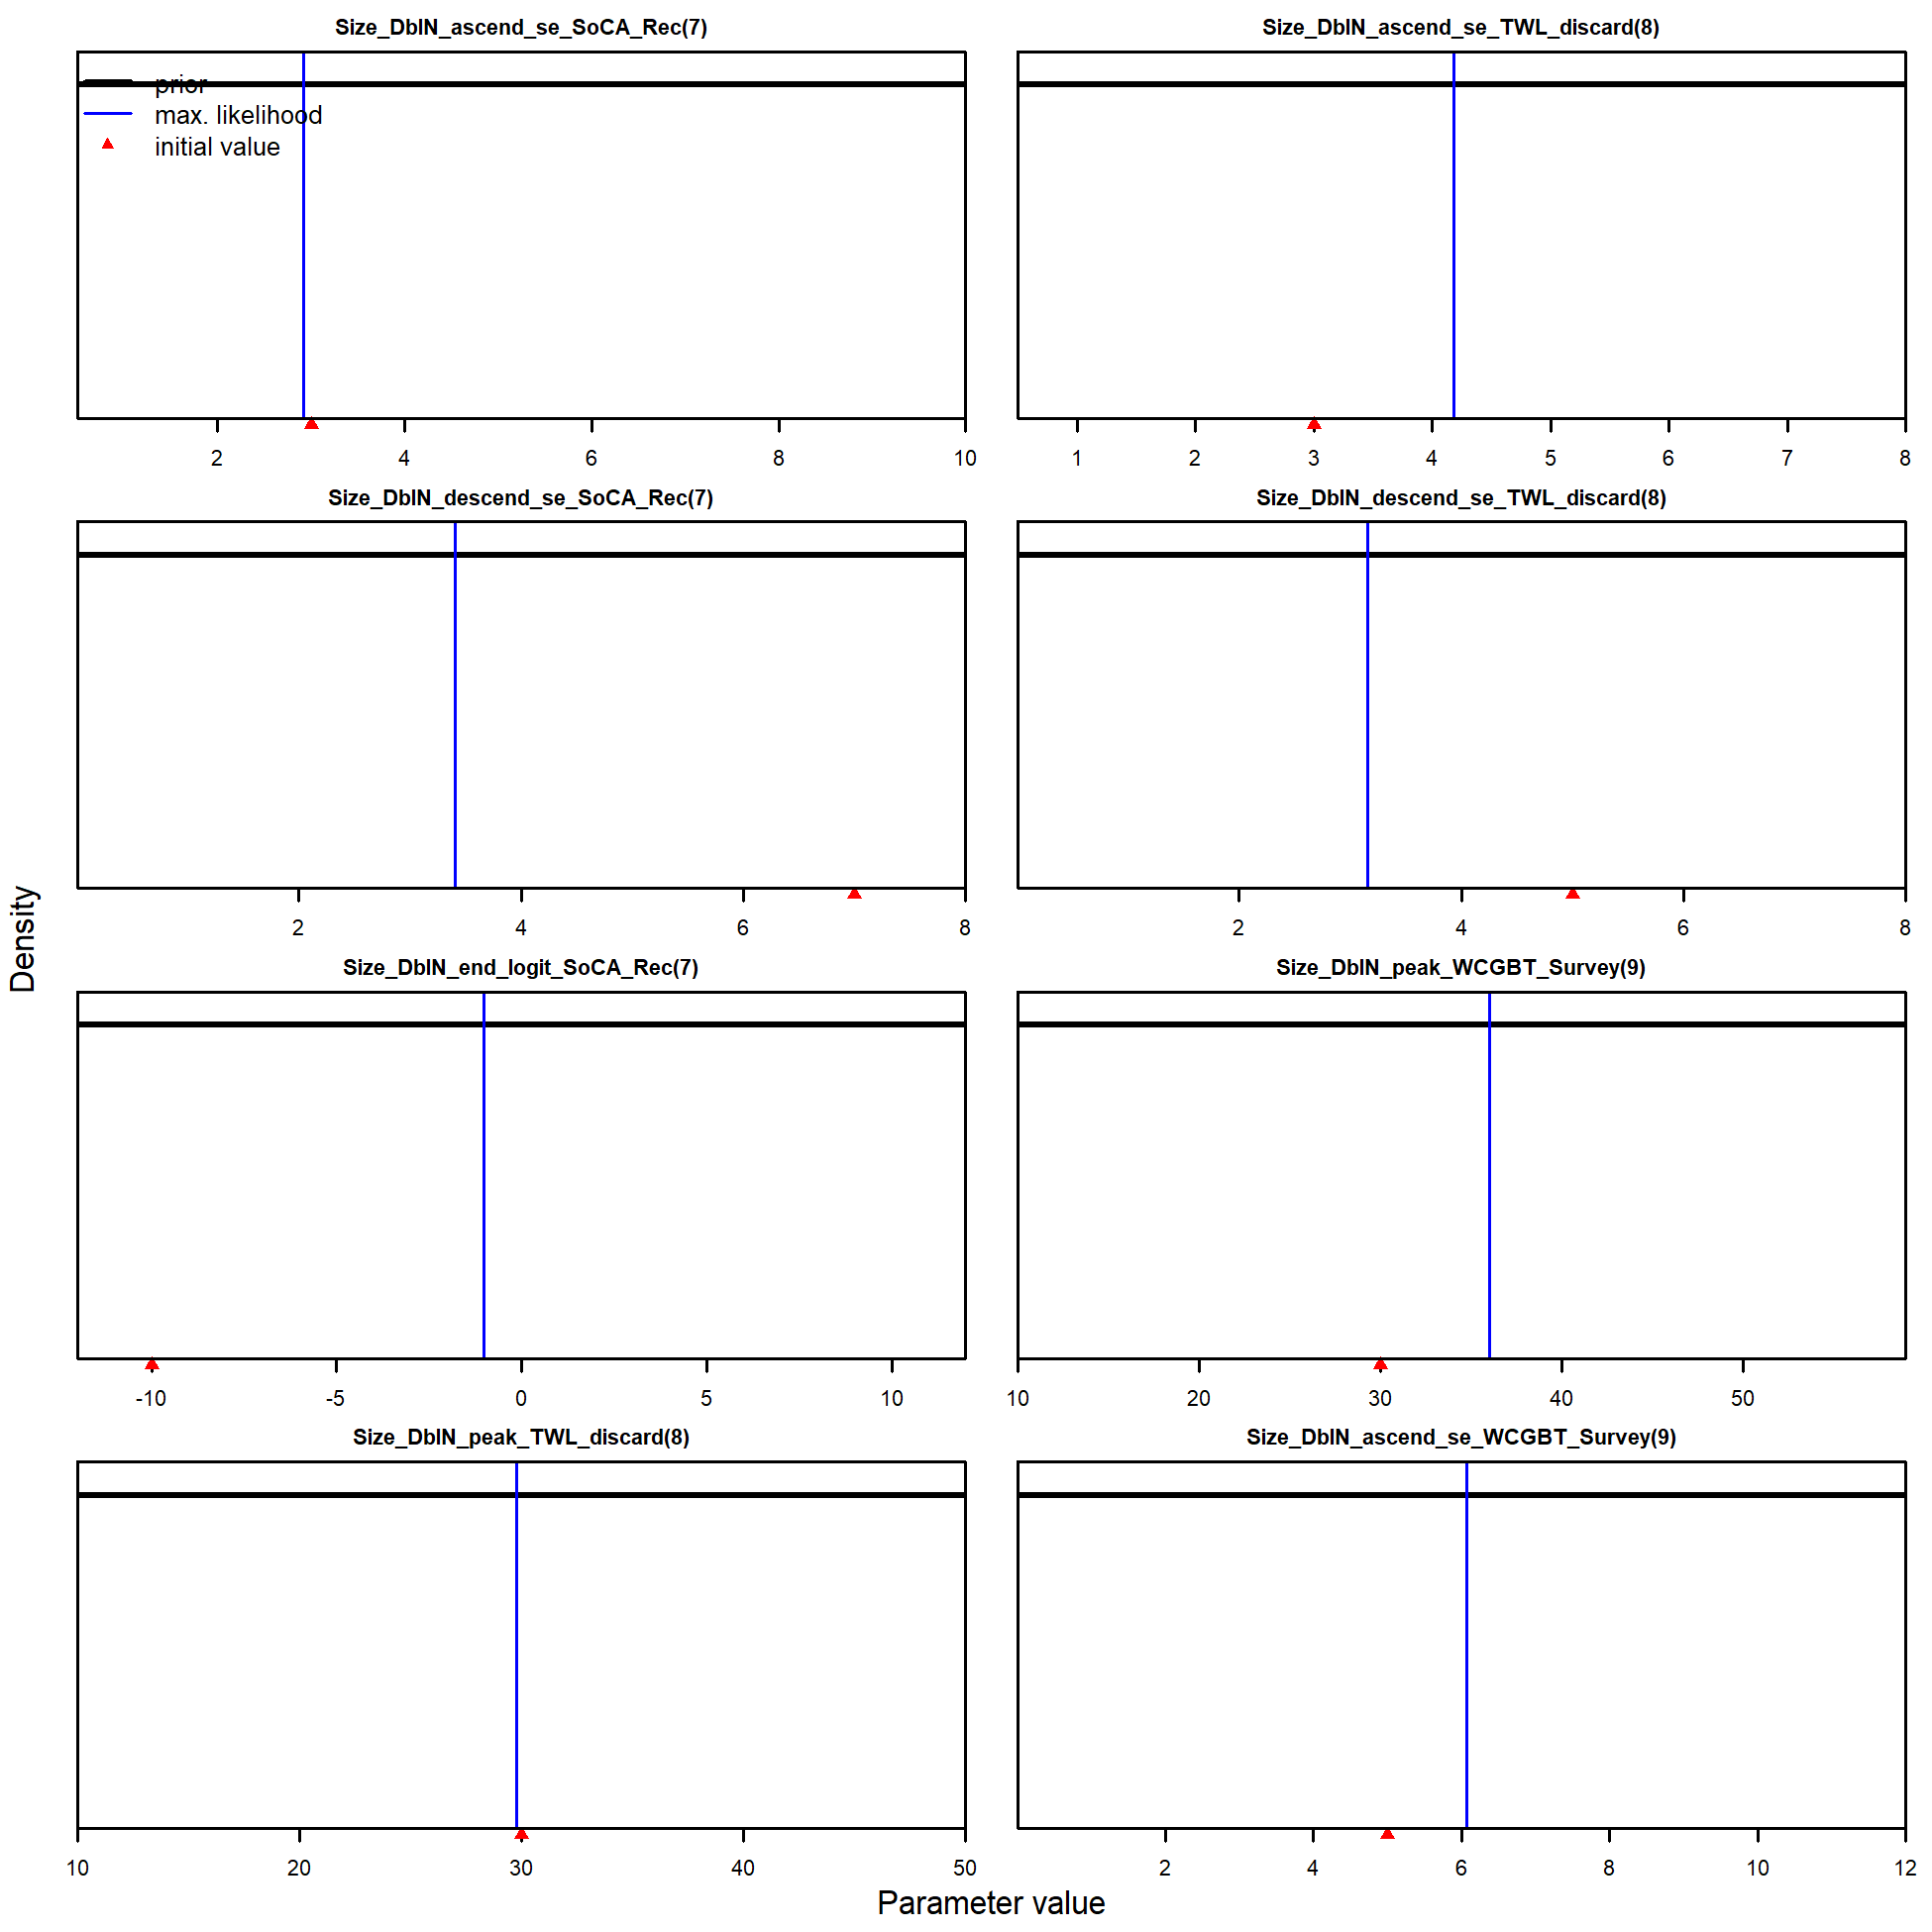 Size_DblN_ascend_se_SoCA_Rec(7)
prior
max. likelihood
initial value
2 4 6 8 10
Size_DblN_ascend_se_TWL_discard(8)
1 2 3 4 5 6 7 8
Size_DblN_descend_se_SoCA_Rec(7)
2 4 6 8
Size_DblN_descend_se_TWL_discard(8)
2 4 6 8
Size_DblN_end_logit_SoCA_Rec(7)
-10 -5 0 5 10
Size_DblN_peak_WCGBT_Survey(9)
10 20 30 40 50
Size_DblN_peak_TWL_discard(8)
10 20 30 40 50
Size_DblN_ascend_se_WCGBT_Survey(9)
2 4 6 8 10 12
Density
Parameter value